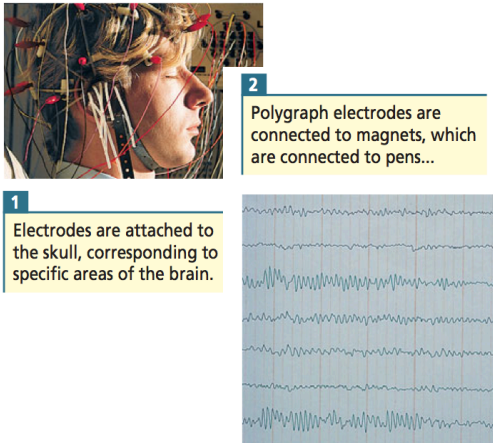 1
Electrodes are attached to
the skull, corresponding to
specific areas of the brain.
2
Polygraph electrodes are
connected to magnets, which
are connected to pens...